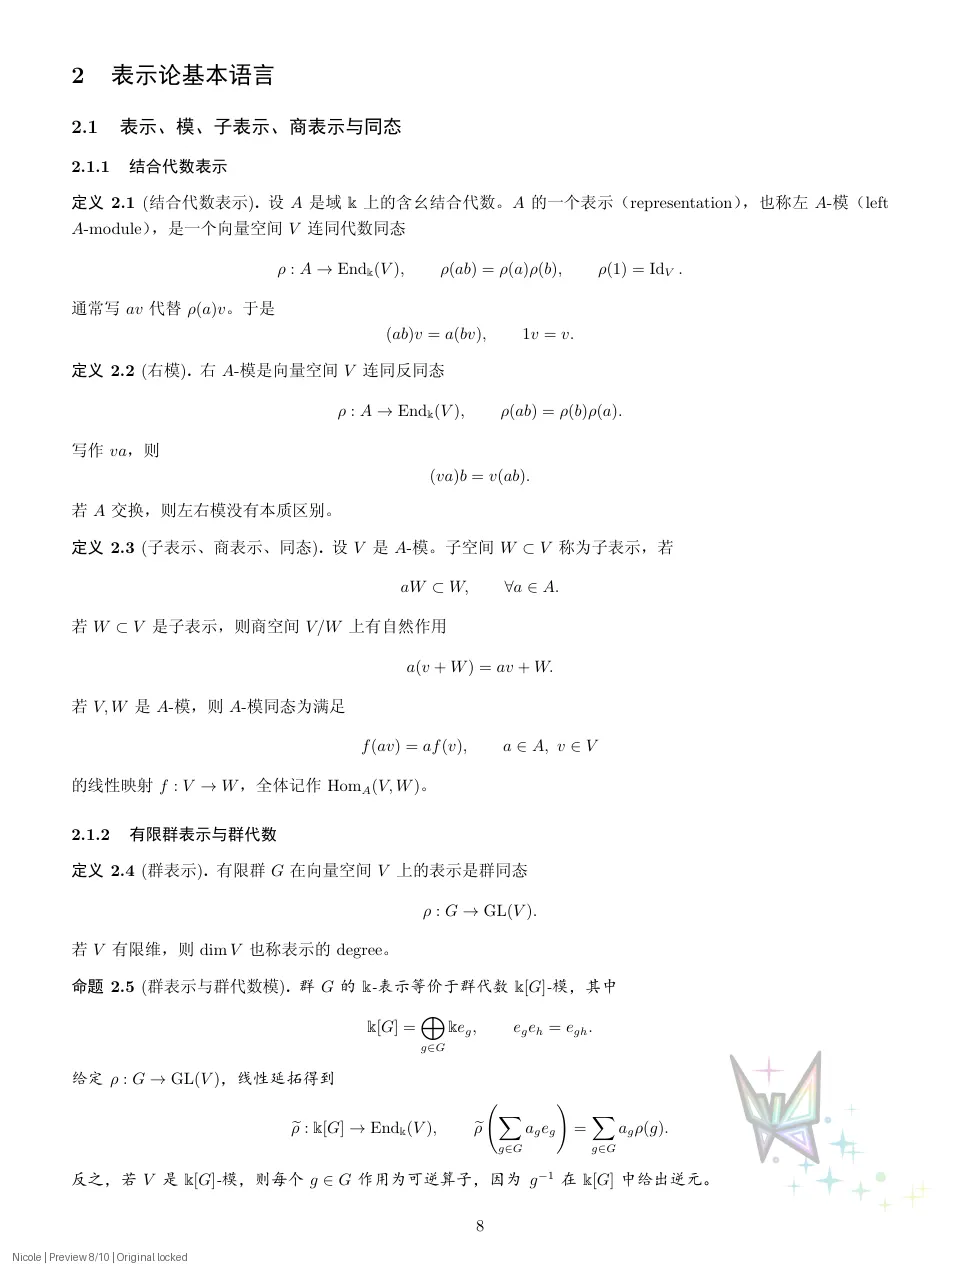 2 表示论基本语言
2.1 表示、模、子表示、商表示与同态
2.1.1 结合代数表示
定义 2.1 (结合代数表示). 设 A 是域 𝕜 上的含幺结合代数。A 的一个表示（representation），也称左 A-模（left
A-module），是一个向量空间 V 连同代数同态
ρ : A → End_𝕜(V), ρ(ab) = ρ(a)ρ(b), ρ(1) = Id_V .
通常写 av 代替 ρ(a)v。于是
(ab)v = a(bv), 1v = v.
定义 2.2 (右模). 右 A-模是向量空间 V 连同反同态
ρ : A → End_𝕜(V), ρ(ab) = ρ(b)ρ(a).
写作 va，则
(va)b = v(ab).
若 A 交换，则左右模没有本质区别。
定义 2.3 (子表示、商表示、同态). 设 V 是 A-模。子空间 W ⊂ V 称为子表示，若
aW ⊂ W, ∀a ∈ A.
若 W ⊂ V 是子表示，则商空间 V/W 上有自然作用
a(v + W) = av + W.
若 V, W 是 A-模，则 A-模同态为满足
f(av) = af(v), a ∈ A, v ∈ V
的线性映射 f : V → W，全体记作 Hom_A(V, W)。
2.1.2 有限群表示与群代数
定义 2.4 (群表示). 有限群 G 在向量空间 V 上的表示是群同态
ρ : G → GL(V).
若 V 有限维，则 dim V 也称表示的 degree。
命题 2.5 (群表示与群代数模). 群 G 的 𝕜-表示等价于群代数 𝕜[G]-模，其中
𝕜[G] = ⨁_{g∈G} 𝕜e_g, e_g e_h = e_{gh}.
给定 ρ : G → GL(V)，线性延拓得到
ρ̃ : 𝕜[G] → End_𝕜(V), ρ̃(∑_{g∈G} a_g e_g) = ∑_{g∈G} a_g ρ(g).
反之，若 V 是 𝕜[G]-模，则每个 g ∈ G 作用为可逆算子，因为 g⁻¹ 在 𝕜[G] 中给出逆元。
8
Nicole | Preview 8/10 | Original locked